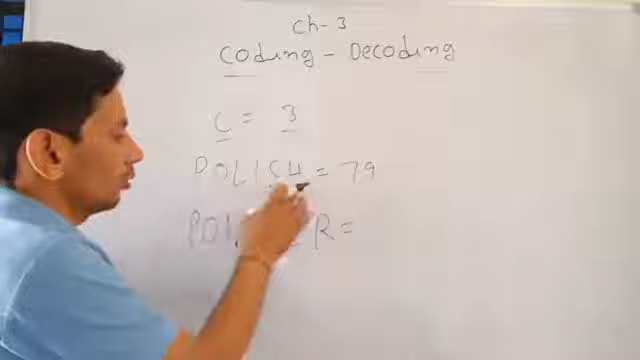 Ch-3
Coding - Decoding
C = 3
POLISH = 79
R =